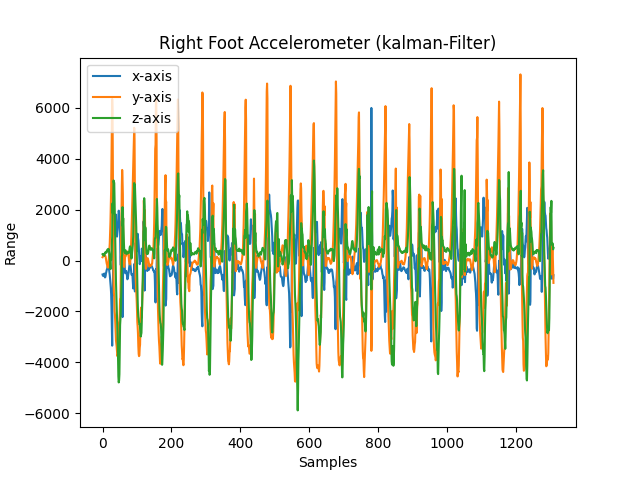 Right Foot Accelerometer (kalman-Filter)
x-axis
y-axis
z-axis
Range
6000
4000
2000
0
−2000
−4000
−6000
0 200 400 600 800 1000 1200
Samples